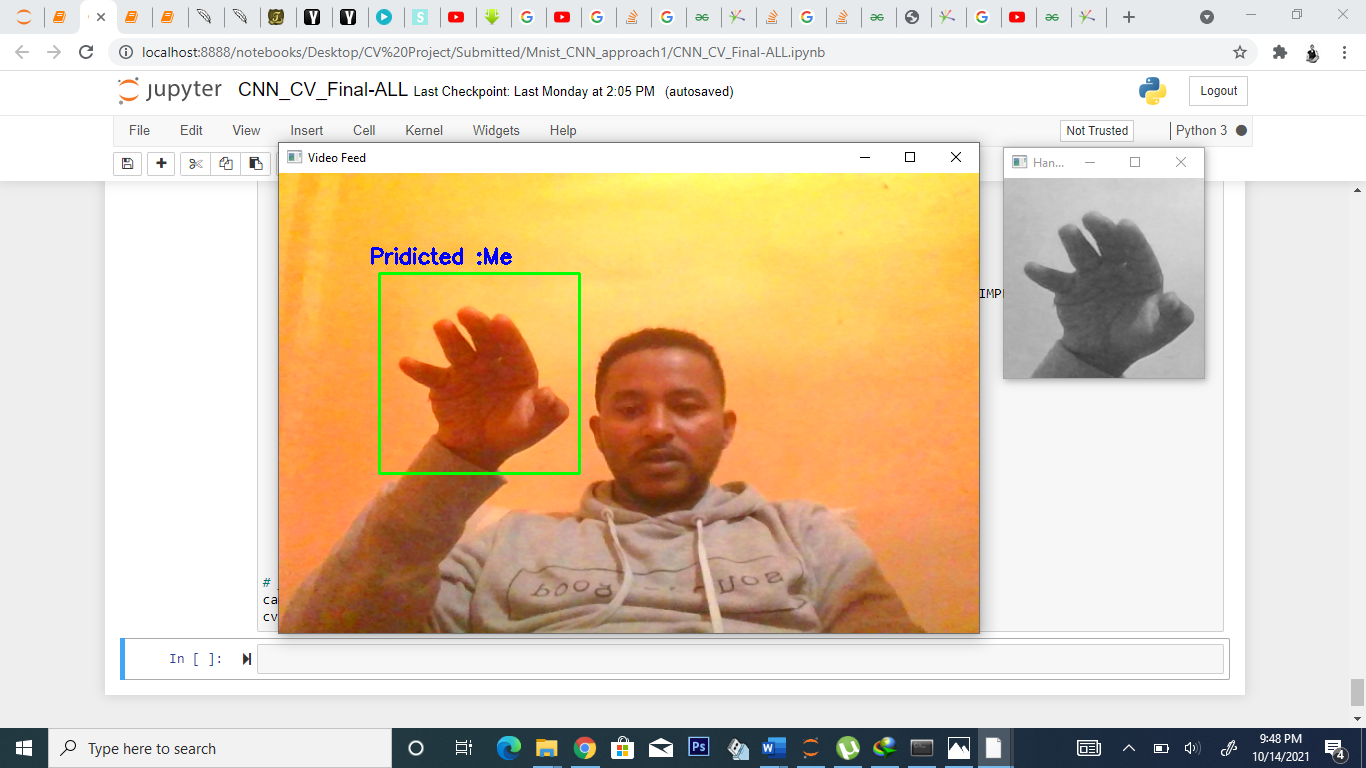 localhost:8888/notebooks/Desktop/CV%20Project/Submitted/Mnist_CNN_approach1/CNN_CV_Final-ALL.ipynb
jupyter CNN_CV_Final-ALL Last Checkpoint: Last Monday at 2:05 PM (autosaved)
Logout
File Edit View Insert Cell Kernel Widgets Help
Not Trusted
Python 3
Video Feed
Han...
Pridicted :Me
IMP
#
ca
cv
In [ ]:
Type here to search
Ps
W
9:48 PM
10/14/2021
4